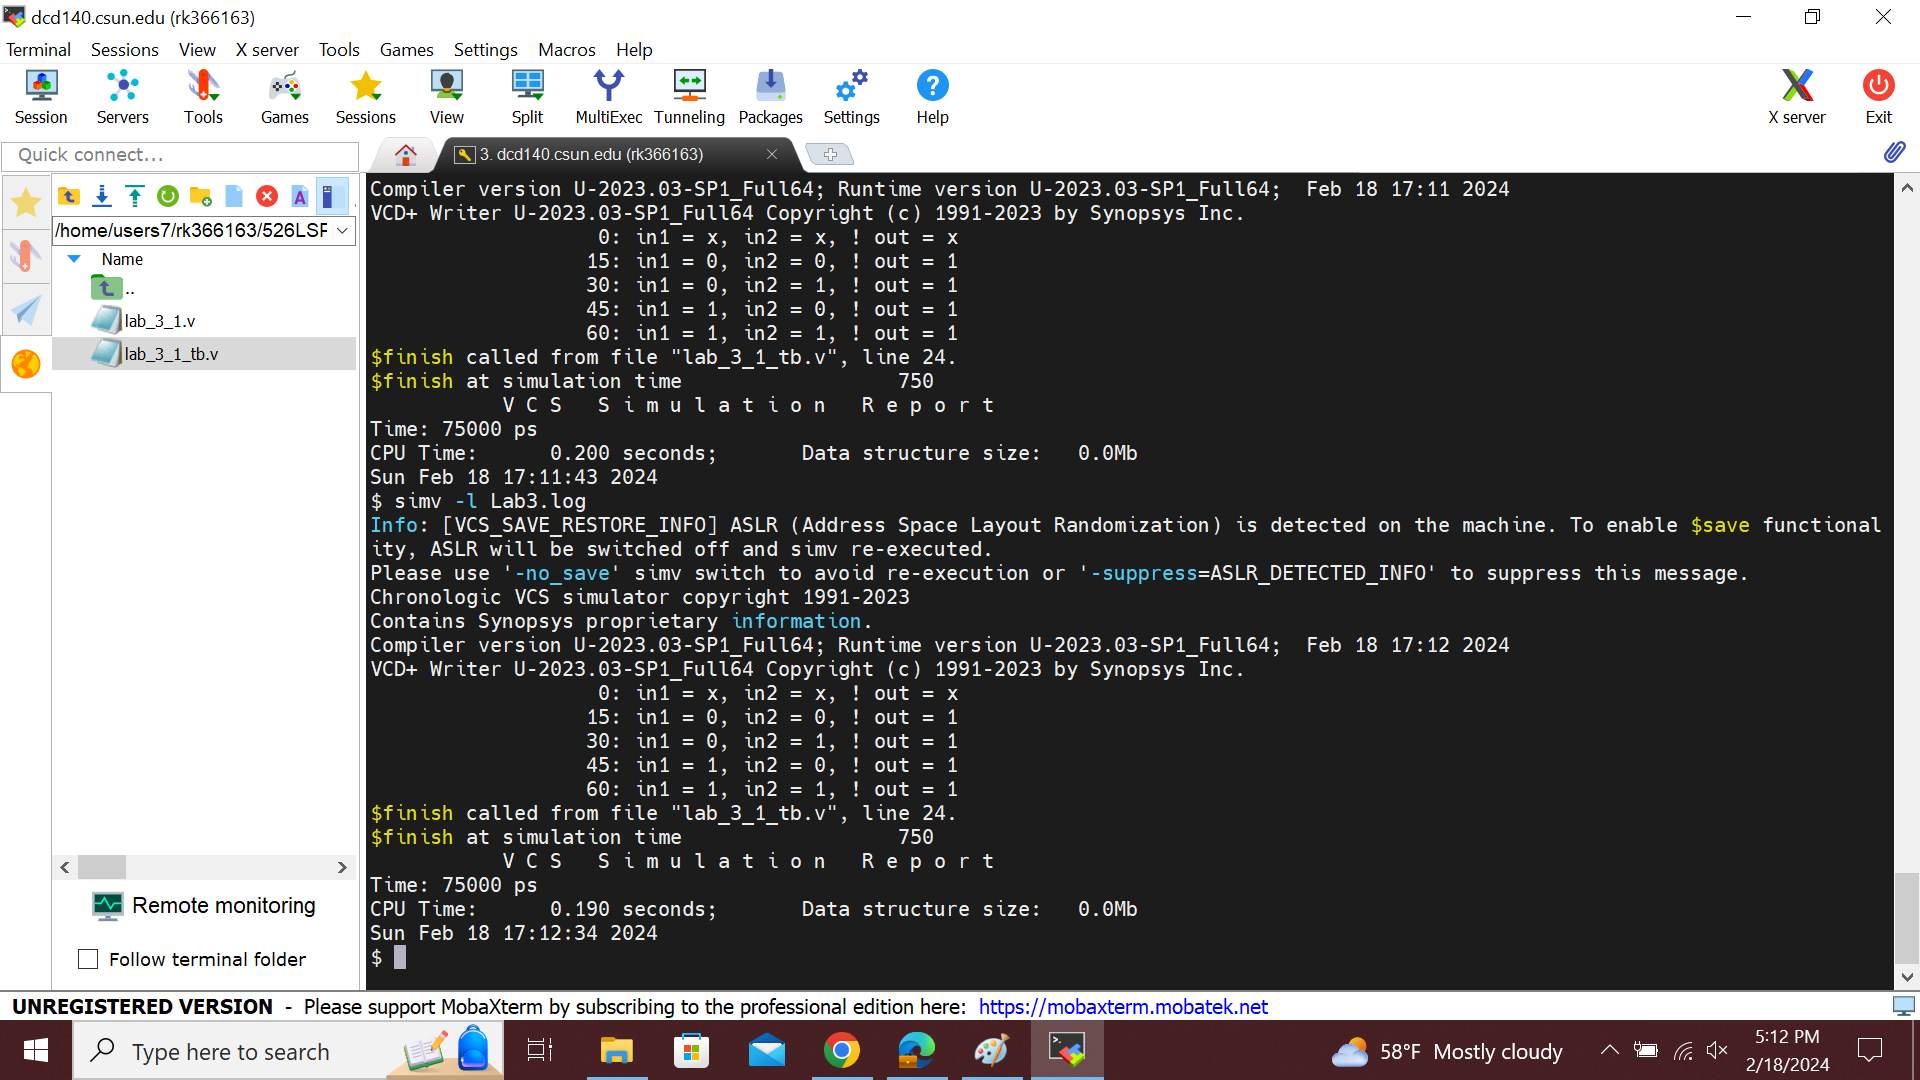 dcd140.csun.edu (rk366163)
Terminal Sessions View X server Tools Games Settings Macros Help
Session Servers Tools Games Sessions View Split MultiExec Tunneling Packages Settings Help X server Exit
Quick connect...
3. dcd140.csun.edu (rk366163)
/home/users7/rk366163/526LSF
Name
..
lab_3_1.v
lab_3_1_tb.v
Remote monitoring
Follow terminal folder
Compiler version U-2023.03-SP1_Full64; Runtime version U-2023.03-SP1_Full64;  Feb 18 17:11 2024
VCD+ Writer U-2023.03-SP1_Full64 Copyright (c) 1991-2023 by Synopsys Inc.
0: in1 = x, in2 = x, ! out = x
15: in1 = 0, in2 = 0, ! out = 1
30: in1 = 0, in2 = 1, ! out = 1
45: in1 = 1, in2 = 0, ! out = 1
60: in1 = 1, in2 = 1, ! out = 1
$finish called from file "lab_3_1_tb.v", line 24.
$finish at simulation time 750
V C S   S i m u l a t i o n   R e p o r t
Time: 75000 ps
CPU Time: 0.200 seconds; Data structure size: 0.0Mb
Sun Feb 18 17:11:43 2024
$ simv -l Lab3.log
Info: [VCS_SAVE_RESTORE_INFO] ASLR (Address Space Layout Randomization) is detected on the machine. To enable $save functional
ity, ASLR will be switched off and simv re-executed.
Please use '-no_save' simv switch to avoid re-execution or '-suppress=ASLR_DETECTED_INFO' to suppress this message.
Chronologic VCS simulator copyright 1991-2023
Contains Synopsys proprietary information.
Compiler version U-2023.03-SP1_Full64; Runtime version U-2023.03-SP1_Full64;  Feb 18 17:12 2024
VCD+ Writer U-2023.03-SP1_Full64 Copyright (c) 1991-2023 by Synopsys Inc.
0: in1 = x, in2 = x, ! out = x
15: in1 = 0, in2 = 0, ! out = 1
30: in1 = 0, in2 = 1, ! out = 1
45: in1 = 1, in2 = 0, ! out = 1
60: in1 = 1, in2 = 1, ! out = 1
$finish called from file "lab_3_1_tb.v", line 24.
$finish at simulation time 750
V C S   S i m u l a t i o n   R e p o r t
Time: 75000 ps
CPU Time: 0.190 seconds; Data structure size: 0.0Mb
Sun Feb 18 17:12:34 2024
$
UNREGISTERED VERSION - Please support MobaXterm by subscribing to the professional edition here: https://mobaxterm.mobatek.net
Type here to search
58°F Mostly cloudy
5:12 PM
2/18/2024